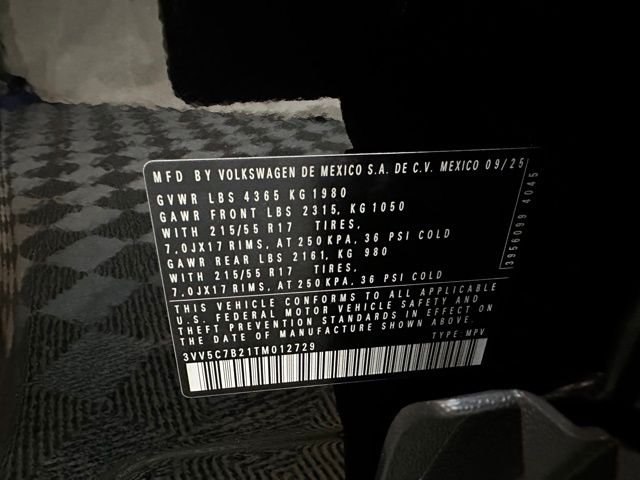 MFD BY VOLKSWAGEN DE MEXICO S.A. DE C.V. MEXICO 09/25
GVWR LBS 4365 KG 1980
GAWR FRONT LBS 2315, KG 1050
WITH 215/55 R17 TIRES,
7,0JX17 RIMS, AT 250 KPA, 36 PSI COLD
GAWR REAR LBS 2161, KG 980
WITH 215/55 R17 TIRES,
7,0JX17 RIMS, AT 250 KPA, 36 PSI COLD
THIS VEHICLE CONFORMS TO ALL APPLICABLE
U.S. FEDERAL MOTOR VEHICLE SAFETY AND
THEFT PREVENTION STANDARDS IN EFFECT ON
THE DATE OF MANUFACTURE SHOWN ABOVE.
3VV5C7B21TM012729 TYPE: MPV
3956099 4045